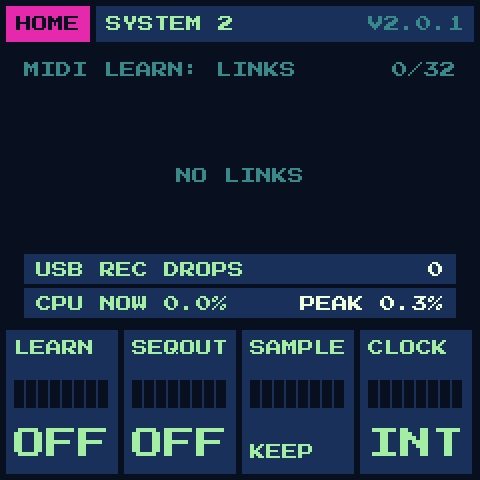 HOME SYSTEM 2 V2.0.1
MIDI LEARN: LINKS 0/32
NO LINKS
USB REC DROPS 0
CPU NOW 0.0% PEAK 0.3%
LEARN SEQOUT SAMPLE CLOCK
OFF OFF KEEP INT